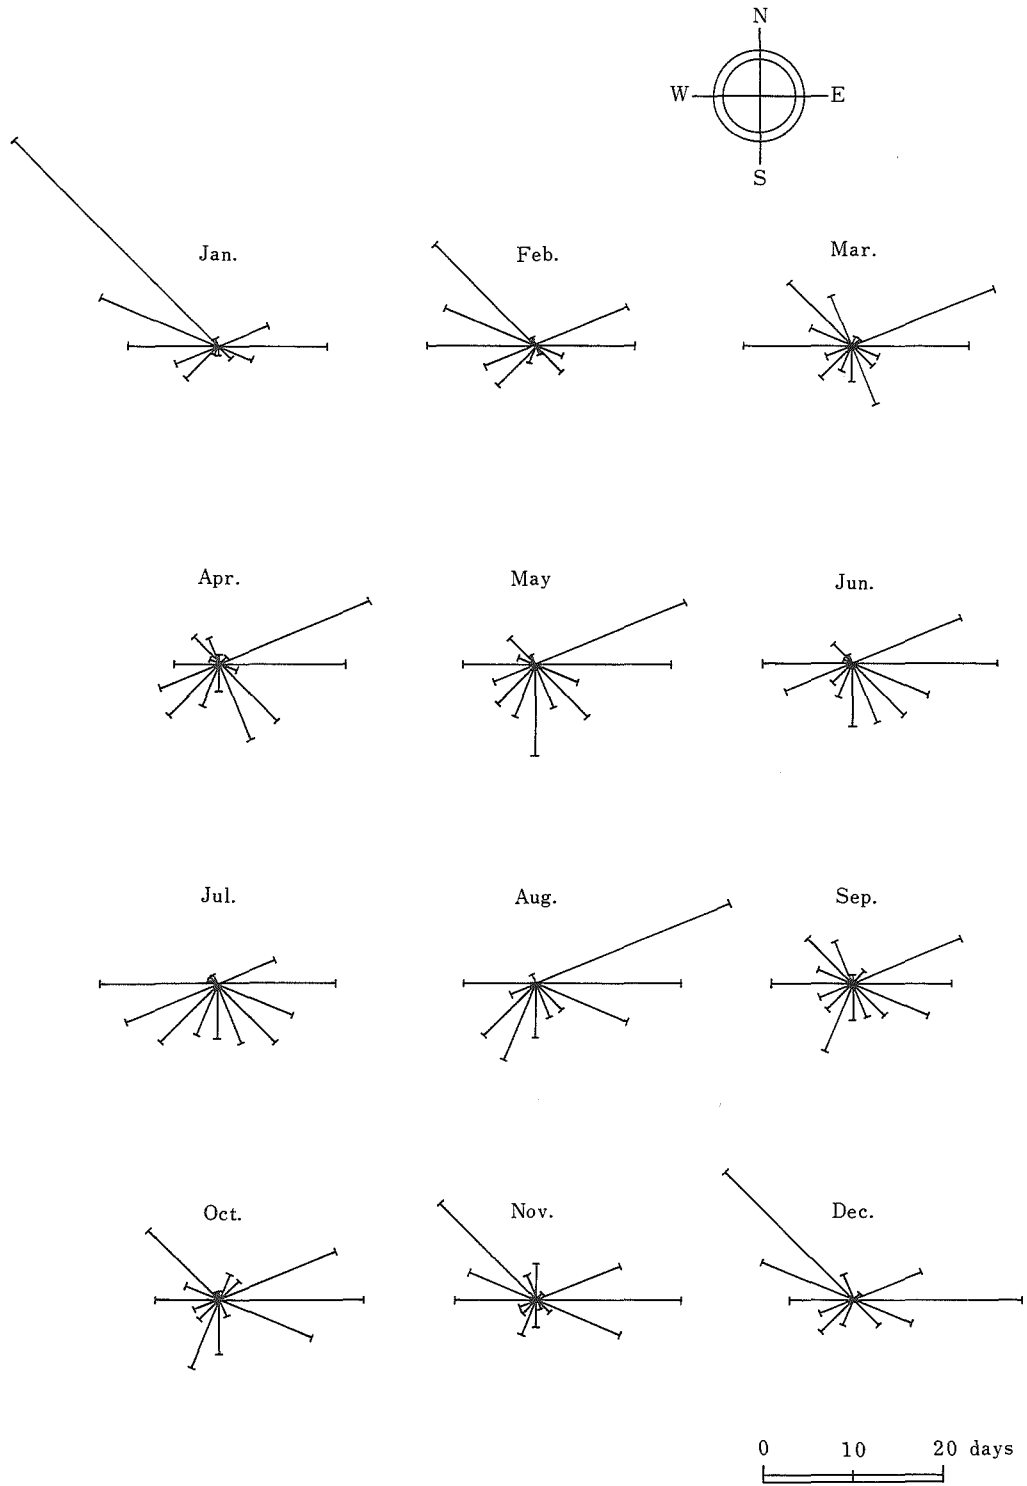 N
W E
S
Jan. Feb. Mar.
Apr. May Jun.
Jul. Aug. Sep.
Oct. Nov. Dec.
0 10 20 days